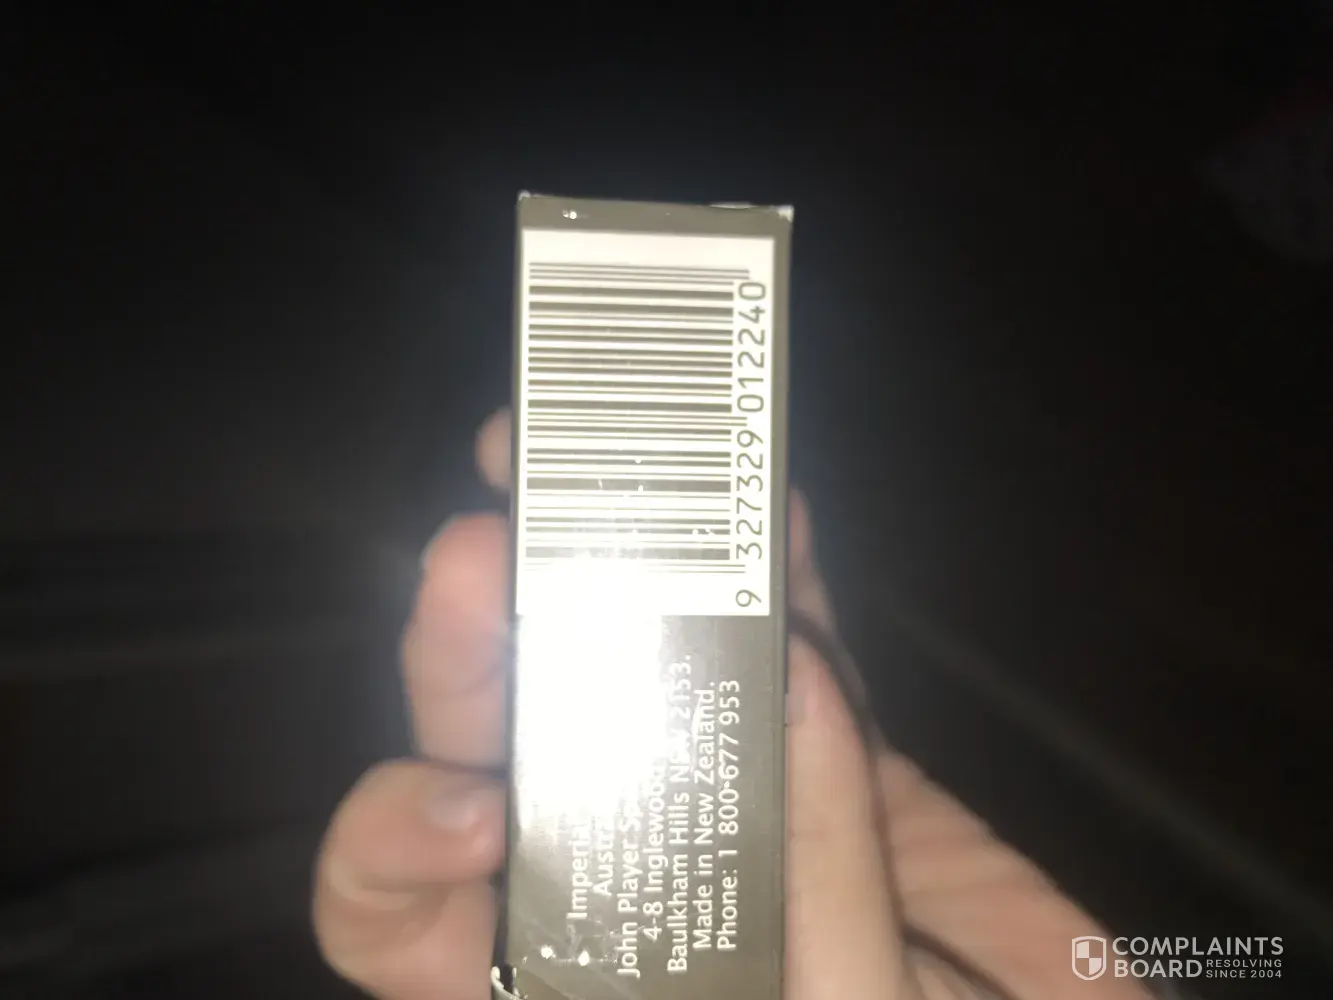 9 327329 012240
Imperial
Austr
John Player Sp
4-8 Inglewood
Baulkham Hills NSW 2153.
Made in New Zealand.
Phone: 1 800 677 953
COMPLAINTS
BOARD RESOLVING
SINCE 2004